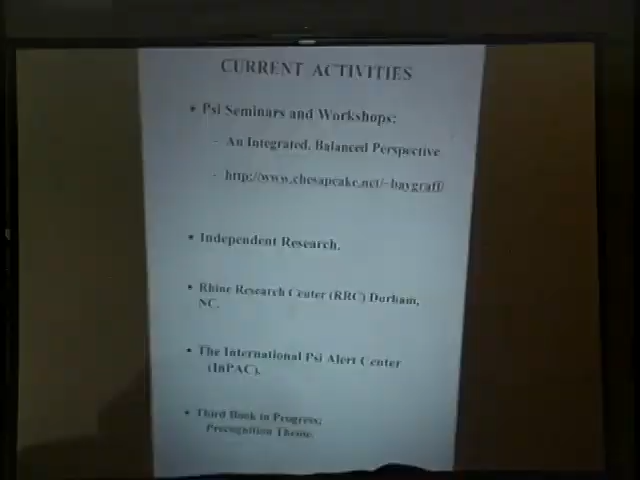 CURRENT ACTIVITIES
• Psi Seminars and Workshops:
- An Integrated, Balanced Perspective
- http://www.chesapeake.net/~baygraff/
• Independent Research.
• Rhine Research Center (RRC) Durham,
NC.
• The International Psi Alert Center
(InPAC).
• Third Book in Progress;
Precognition Theme.